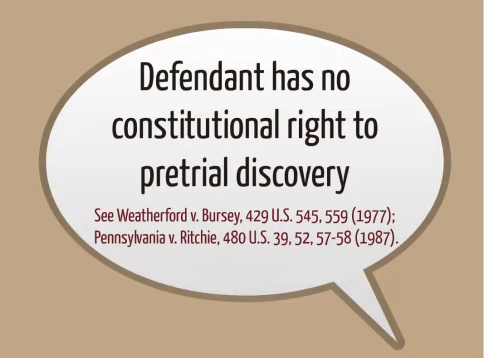 Defendant has no
constitutional right to
pretrial discovery
See Weatherford v. Bursey, 429 U.S. 545, 559 (1977);
Pennsylvania v. Ritchie, 480 U.S. 39, 52, 57-58 (1987).